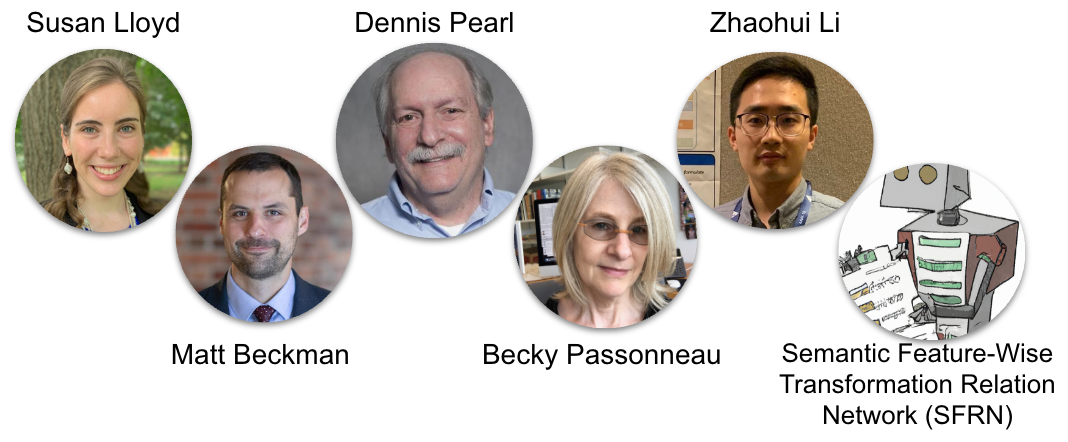 Susan Lloyd
Dennis Pearl
Zhaohui Li
Matt Beckman
Becky Passonneau
Semantic Feature-Wise
Transformation Relation
Network (SFRN)